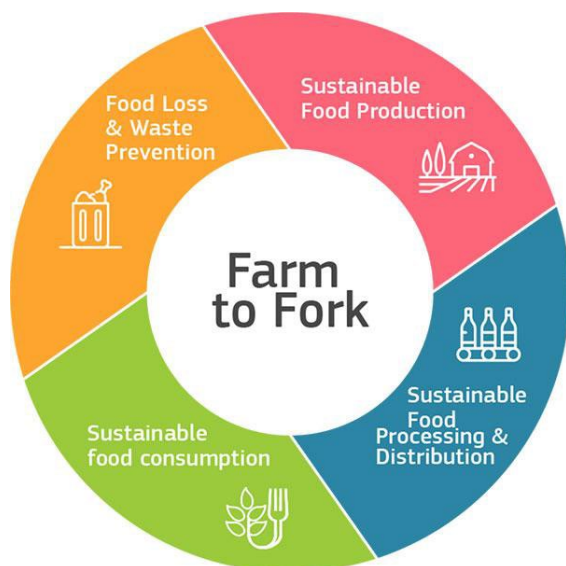 Food Loss
& Waste
Prevention
Sustainable
Food Production
Farm
to Fork
Sustainable
Food
Processing &
Distribution
Sustainable
food consumption